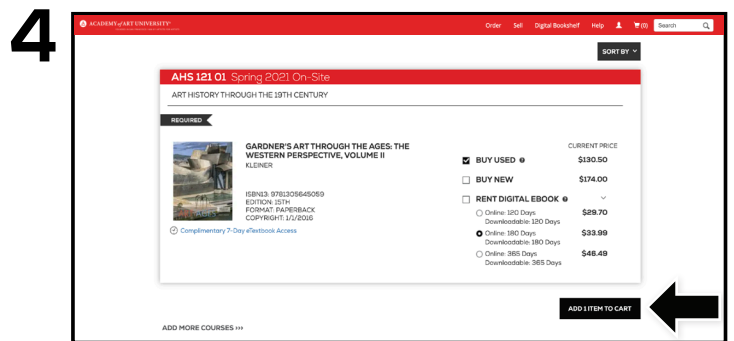 4
ACADEMY of ART UNIVERSITY
Order Sell Digital Bookshelf Help (0) Search
SORT BY
AHS 121 01 Spring 2021 On-Site
ART HISTORY THROUGH THE 19TH CENTURY
REQUIRED
GARDNER'S ART THROUGH THE AGES: THE
WESTERN PERSPECTIVE, VOLUME II
KLEINER
ISBN13: 9781305645059
EDITION: 15TH
FORMAT: PAPERBACK
COPYRIGHT: 1/1/2016
Complimentary 7-Day eTextbook Access
CURRENT PRICE
BUY USED $130.50
BUY NEW $174.00
RENT DIGITAL EBOOK
Online: 120 Days $29.70
Downloadable: 120 Days
Online: 180 Days $33.99
Downloadable: 180 Days
Online: 365 Days $46.49
Downloadable: 365 Days
ADD 1 ITEM TO CART
ADD MORE COURSES >>>